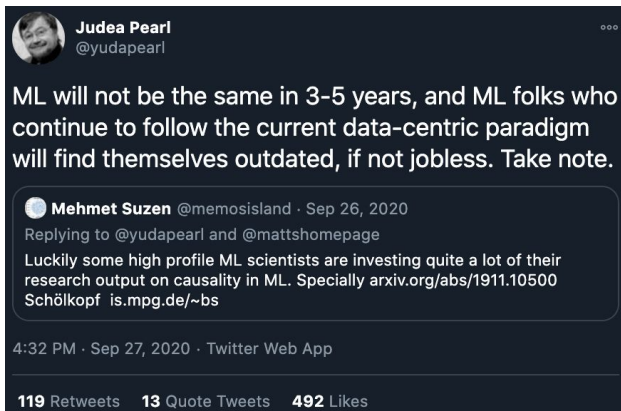 Judea Pearl
@yudapearl
ML will not be the same in 3-5 years, and ML folks who
continue to follow the current data-centric paradigm
will find themselves outdated, if not jobless. Take note.
Mehmet Suzen @memosisland · Sep 26, 2020
Replying to @yudapearl and @mattshomepage
Luckily some high profile ML scientists are investing quite a lot of their
research output on causality in ML. Specially arxiv.org/abs/1911.10500
Schölkopf is.mpg.de/~bs
4:32 PM · Sep 27, 2020 · Twitter Web App
119 Retweets 13 Quote Tweets 492 Likes